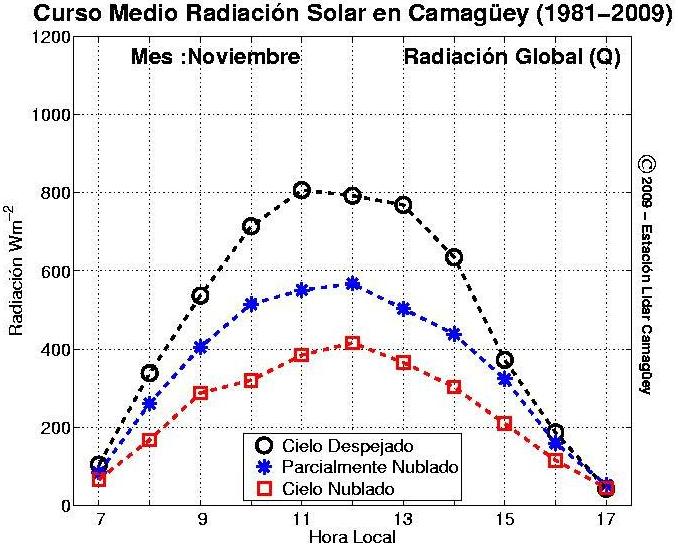 Curso Medio Radiación Solar en Camagüey (1981−2009)
Mes :Noviembre
Radiación Global (Q)
1200
1000
800
600
400
200
0
Radiación Wm−2
Cielo Despejado
Parcialmente Nublado
Cielo Nublado
7 9 11 13 15 17
Hora Local
© 2009 − Estación Lidar Camagüey